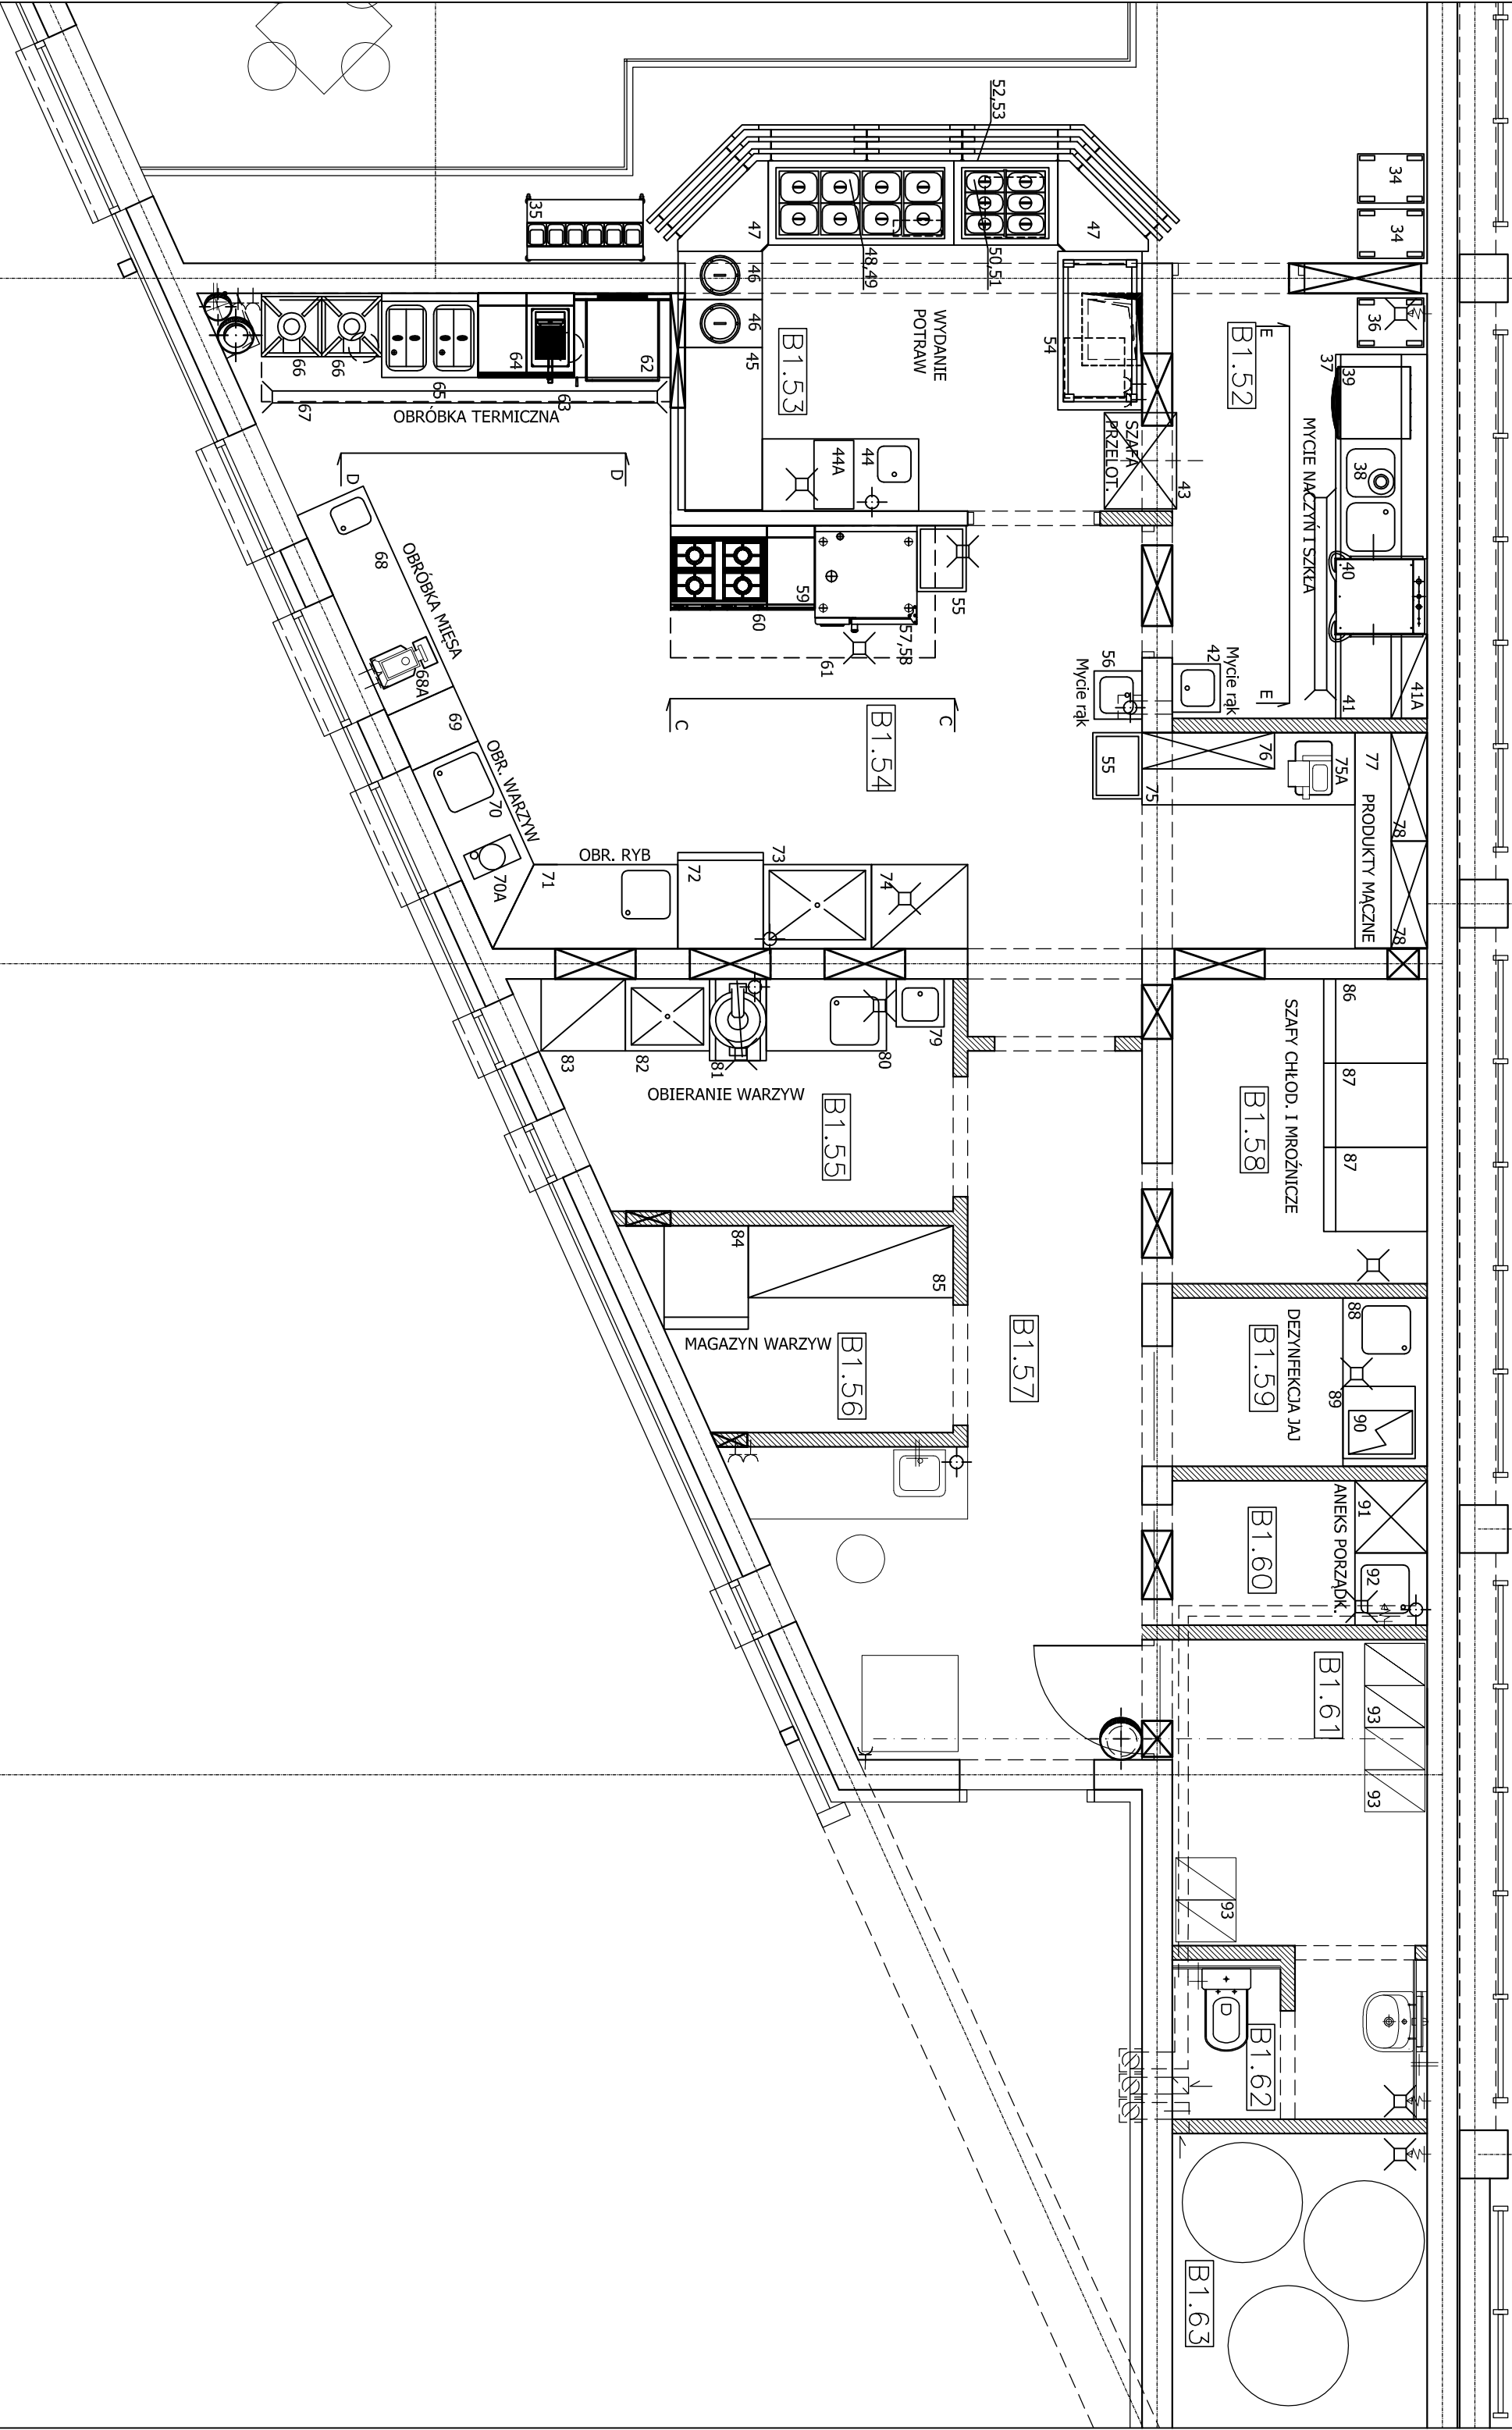 52,53
34
34
35
47
47
48,49
50,51
46
46
45
WYDANIE
POTRAW
B1.53
54
B1.52
E
E
36
37
39
38
MYCIE NACZYŃ I SZKŁA
40
41
41A
SZAFA
PRZELOT.
43
44
44A
62
63
64
65
66
66
67
OBRÓBKA TERMICZNA
D
D
55
57,58
59
60
61
C
C
B1.54
Mycie rąk
56
Mycie rąk
42
68
OBRÓBKA MIĘSA
68A
69
OBR. WARZYW
70
70A
OBR. RYB
71
72
73
74
55
75
76
75A
77
PRODUKTY MĄCZNE
78
78
79
80
81
82
83
OBIERANIE WARZYW
B1.55
SZAFY CHŁOD. I MROŹNICZE
86
87
87
B1.58
84
85
MAGAZYN WARZYW
B1.56
B1.57
DEZYNFEKCJA JAJ
B1.59
88
89
90
ANEKS PORZĄDK.
B1.60
91
92
B1.61
93
93
93
B1.62
B1.63